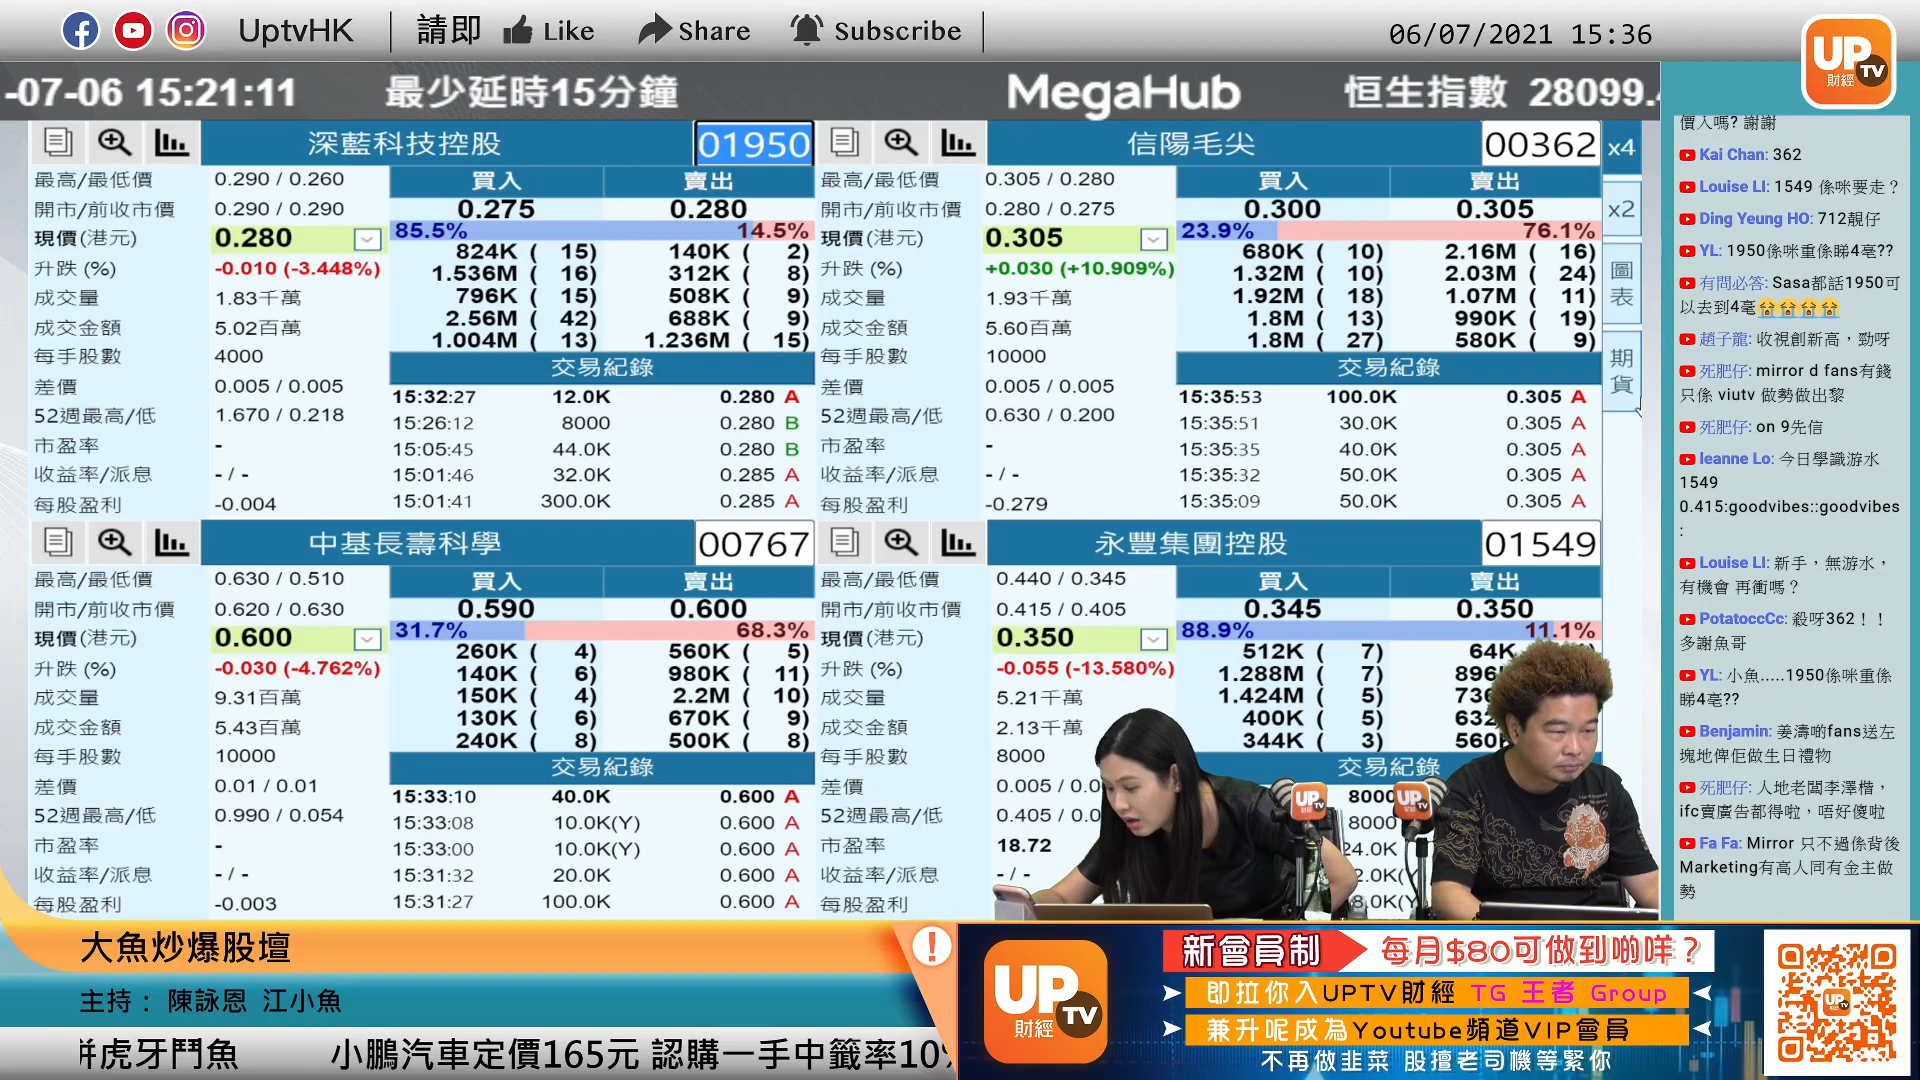 UptvHK 請即 Like Share Subscribe 06/07/2021 15:36
UP TV 財經
-07-06 15:21:11 最少延時15分鐘 MegaHub 恒生指數 28099.
深藍科技控股 01950
最高/最低價 0.290 / 0.260 買入 賣出
開市/前收市價 0.290 / 0.290 0.275 0.280
現價(港元) 0.280 85.5% 14.5%
升跌 (%) -0.010 (-3.448%)
成交量 1.83千萬
成交金額 5.02百萬
每手股數 4000
差價 0.005 / 0.005
52週最高/低 1.670 / 0.218
市盈率 -
收益率/派息 - / -
每股盈利 -0.004
824K ( 15) 140K ( 2)
1.536M ( 16) 312K ( 8)
796K ( 15) 508K ( 9)
2.56M ( 42) 688K ( 9)
1.004M ( 13) 1.236M ( 15)
交易紀錄
15:32:27 12.0K 0.280 A
15:26:12 8000 0.280 B
15:05:45 44.0K 0.280 B
15:01:46 32.0K 0.285 A
15:01:41 300.0K 0.285 A
信陽毛尖 00362
最高/最低價 0.305 / 0.280 買入 賣出
開市/前收市價 0.280 / 0.275 0.300 0.305
現價(港元) 0.305 23.9% 76.1%
升跌 (%) +0.030 (+10.909%)
成交量 1.93千萬
成交金額 5.60百萬
每手股數 10000
差價 0.005 / 0.005
52週最高/低 0.630 / 0.200
市盈率 -
收益率/派息 - / -
每股盈利 -0.279
680K ( 10) 2.16M ( 16)
1.32M ( 10) 2.03M ( 24)
1.92M ( 18) 1.07M ( 11)
1.8M ( 13) 990K ( 19)
1.8M ( 27) 580K ( 9)
交易紀錄
15:35:53 100.0K 0.305 A
15:35:51 30.0K 0.305 A
15:35:35 40.0K 0.305 A
15:35:32 50.0K 0.305 A
15:35:09 50.0K 0.305 A
x4
x2
圖表
期貨
中基長壽科學 00767
最高/最低價 0.630 / 0.510 買入 賣出
開市/前收市價 0.620 / 0.630 0.590 0.600
現價(港元) 0.600 31.7% 68.3%
升跌 (%) -0.030 (-4.762%)
成交量 9.31百萬
成交金額 5.43百萬
每手股數 10000
差價 0.01 / 0.01
52週最高/低 0.990 / 0.054
市盈率 -
收益率/派息 - / -
每股盈利 -0.003
260K ( 4) 560K ( 5)
140K ( 6) 980K ( 11)
150K ( 4) 2.2M ( 10)
130K ( 6) 670K ( 9)
240K ( 8) 500K ( 8)
交易紀錄
15:33:10 40.0K 0.600 A
15:33:08 10.0K(Y) 0.600 A
15:33:00 10.0K(Y) 0.600 A
15:31:32 20.0K 0.600 A
15:31:27 100.0K 0.600 A
永豐集團控股 01549
最高/最低價 0.440 / 0.345 買入 賣出
開市/前收市價 0.415 / 0.405 0.345 0.350
現價(港元) 0.350 88.9% 11.1%
升跌 (%) -0.055 (-13.580%)
成交量 5.21千萬
成交金額 2.13千萬
每手股數 8000
差價 0.005 / 0.0
52週最高/低 0.405 / 0.0
市盈率 18.72
收益率/派息 - / -
每股盈利
512K ( 7) 64K
1.288M ( 7) 896
1.424M ( 5) 736
400K ( 5) 632
344K ( 3) 560
交易紀錄
8000
8000
24.0K
2.0K(
8.0K(Y
價入嗎? 謝謝
Kai Chan: 362
Louise LI: 1549 係咪要走？
Ding Yeung HO: 712靚仔
YL: 1950係咪重係睇4毫??
有問必答: Sasa都話1950可
以去到4毫
趙子龍: 收視創新高，勁呀
死肥仔: mirror d fans有錢
只係 viutv 做勢做出黎
死肥仔: on 9先信
leanne Lo: 今日學識游水
1549
0.415:goodvibes::goodvibes
:
Louise LI: 新手，無游水，
有機會 再衝嗎？
PotatoccCc: 殺呀362！！
多謝魚哥
YL: 小魚.....1950係咪重係
睇4毫??
Benjamin: 姜濤啲fans送左
塊地俾佢做生日禮物
死肥仔: 人地老闆李澤楷，
ifc賣廣告都得啦，唔好傻啦
Fa Fa: Mirror 只不過係背後
Marketing有高人同有金主做
勢
大魚炒爆股壇
主持： 陳詠恩 江小魚
併虎牙鬥魚 小鵬汽車定價165元 認購一手中籤率10%
UP TV 財經
新會員制 每月$80可做到啲咩？
即拉你入UPTV財經 TG 王者 Group
兼升呢成為Youtube頻道VIP會員
不再做韭菜 股擅老司機等緊你